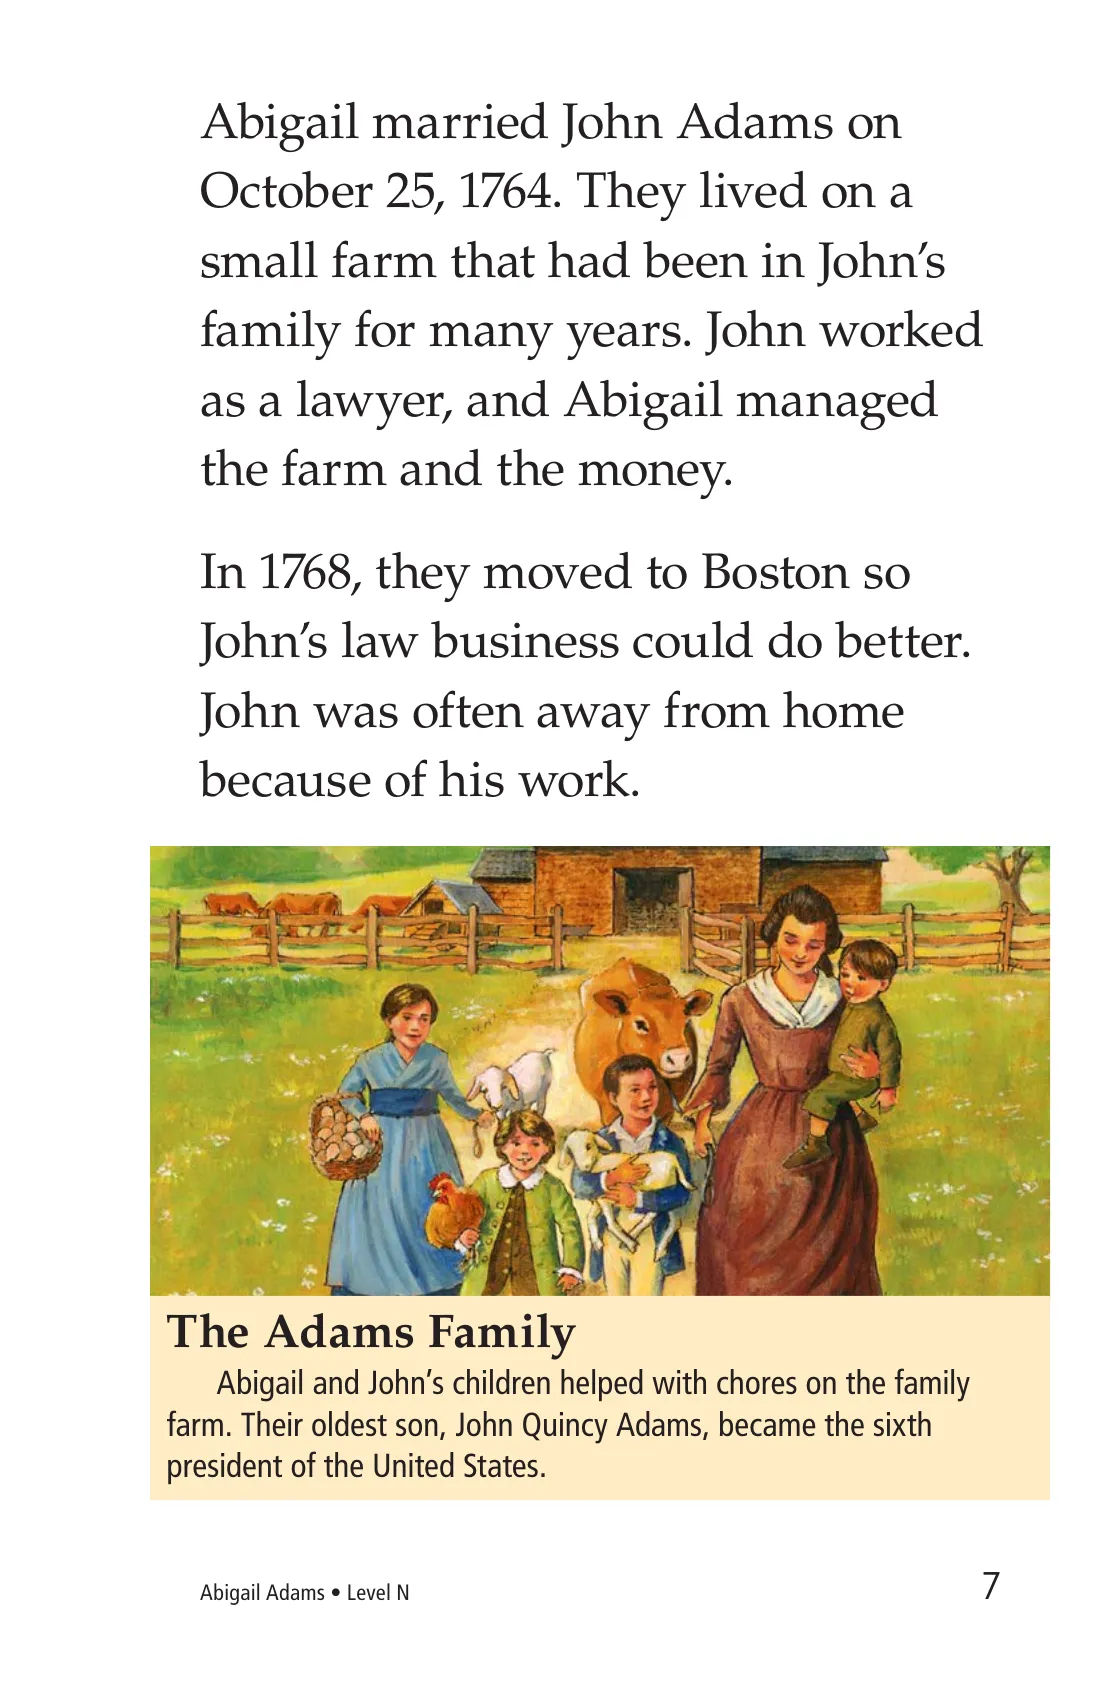 Abigail married John Adams on
October 25, 1764. They lived on a
small farm that had been in John’s
family for many years. John worked
as a lawyer, and Abigail managed
the farm and the money.
In 1768, they moved to Boston so
John’s law business could do better.
John was often away from home
because of his work.
The Adams Family
Abigail and John’s children helped with chores on the family
farm. Their oldest son, John Quincy Adams, became the sixth
president of the United States.
Abigail Adams • Level N
7